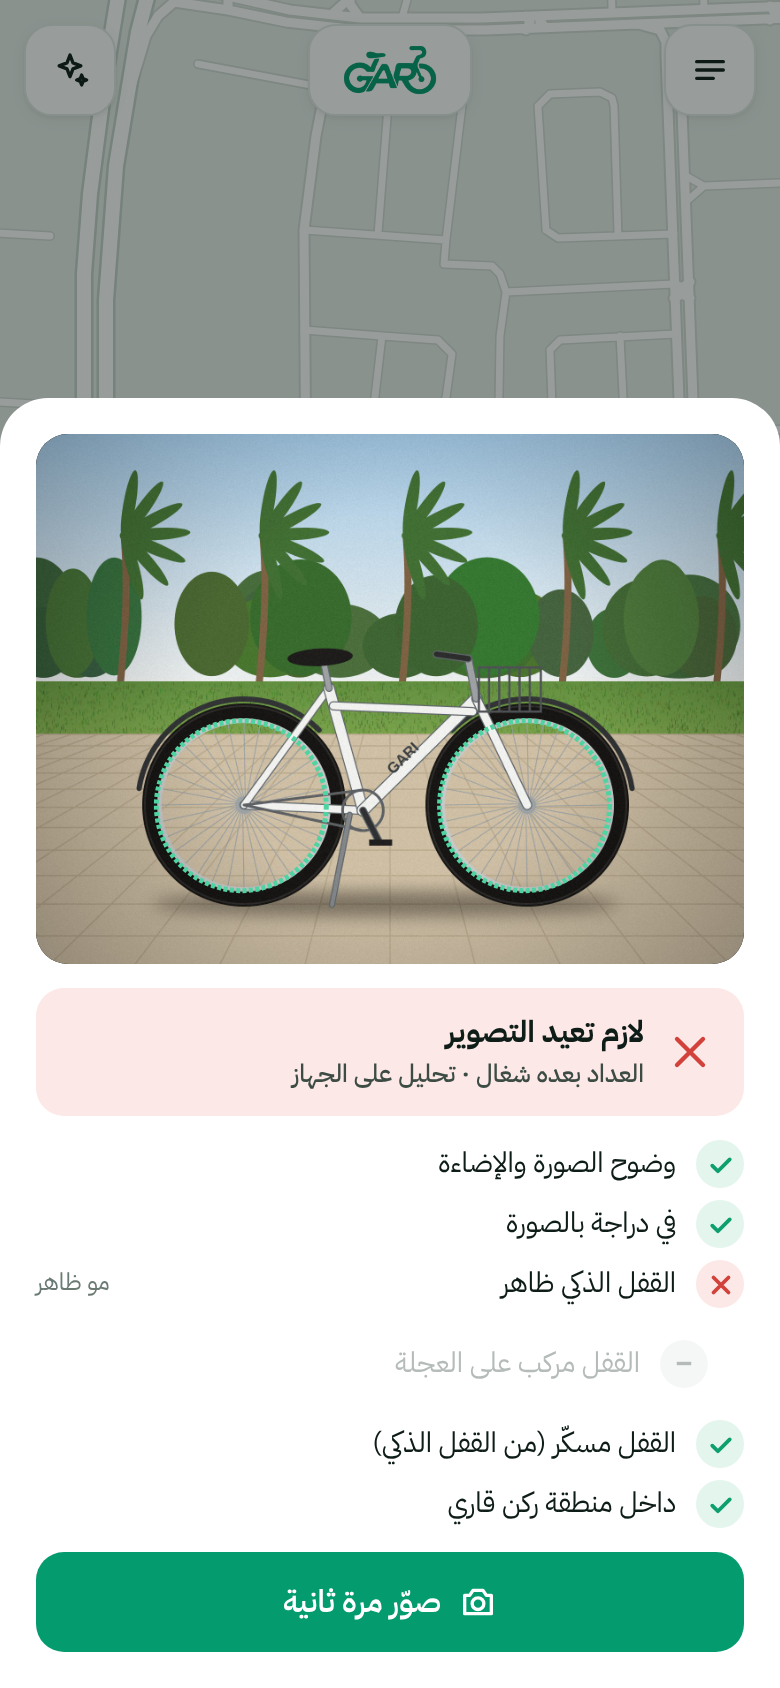 GARI
GARI
لازم تعيد التصوير
العداد بعده شغال · تحليل على الجهاز
وضوح الصورة والإضاءة
في دراجة بالصورة
القفل الذكي ظاهر
مو ظاهر
القفل مركب على العجلة
القفل مسكّر (من القفل الذكي)
داخل منطقة ركن قاري
صوّر مرة ثانية